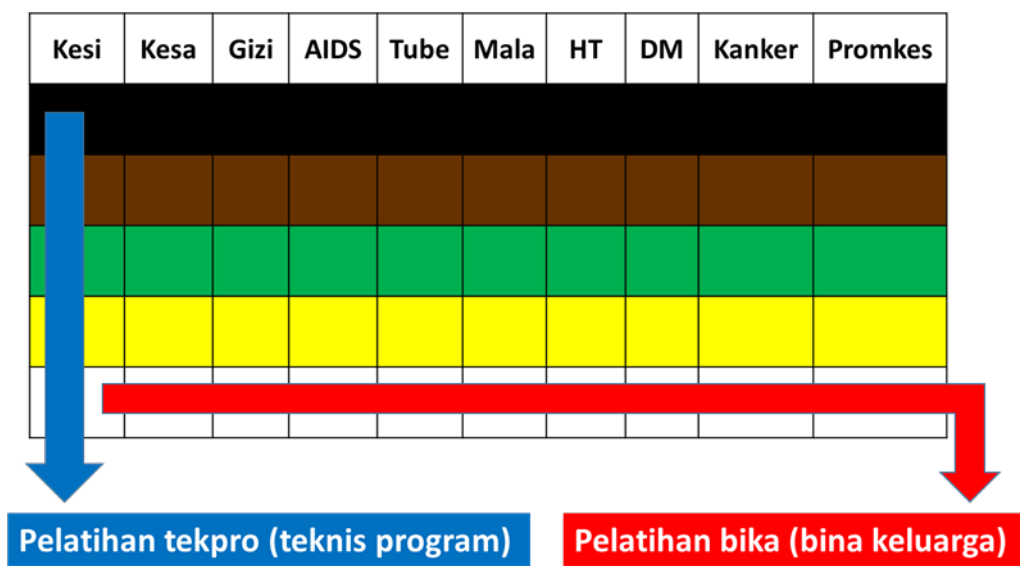 Kesi Kesa Gizi AIDS Tube Mala HT DM Kanker Promkes
Pelatihan tekpro (teknis program)
Pelatihan bika (bina keluarga)